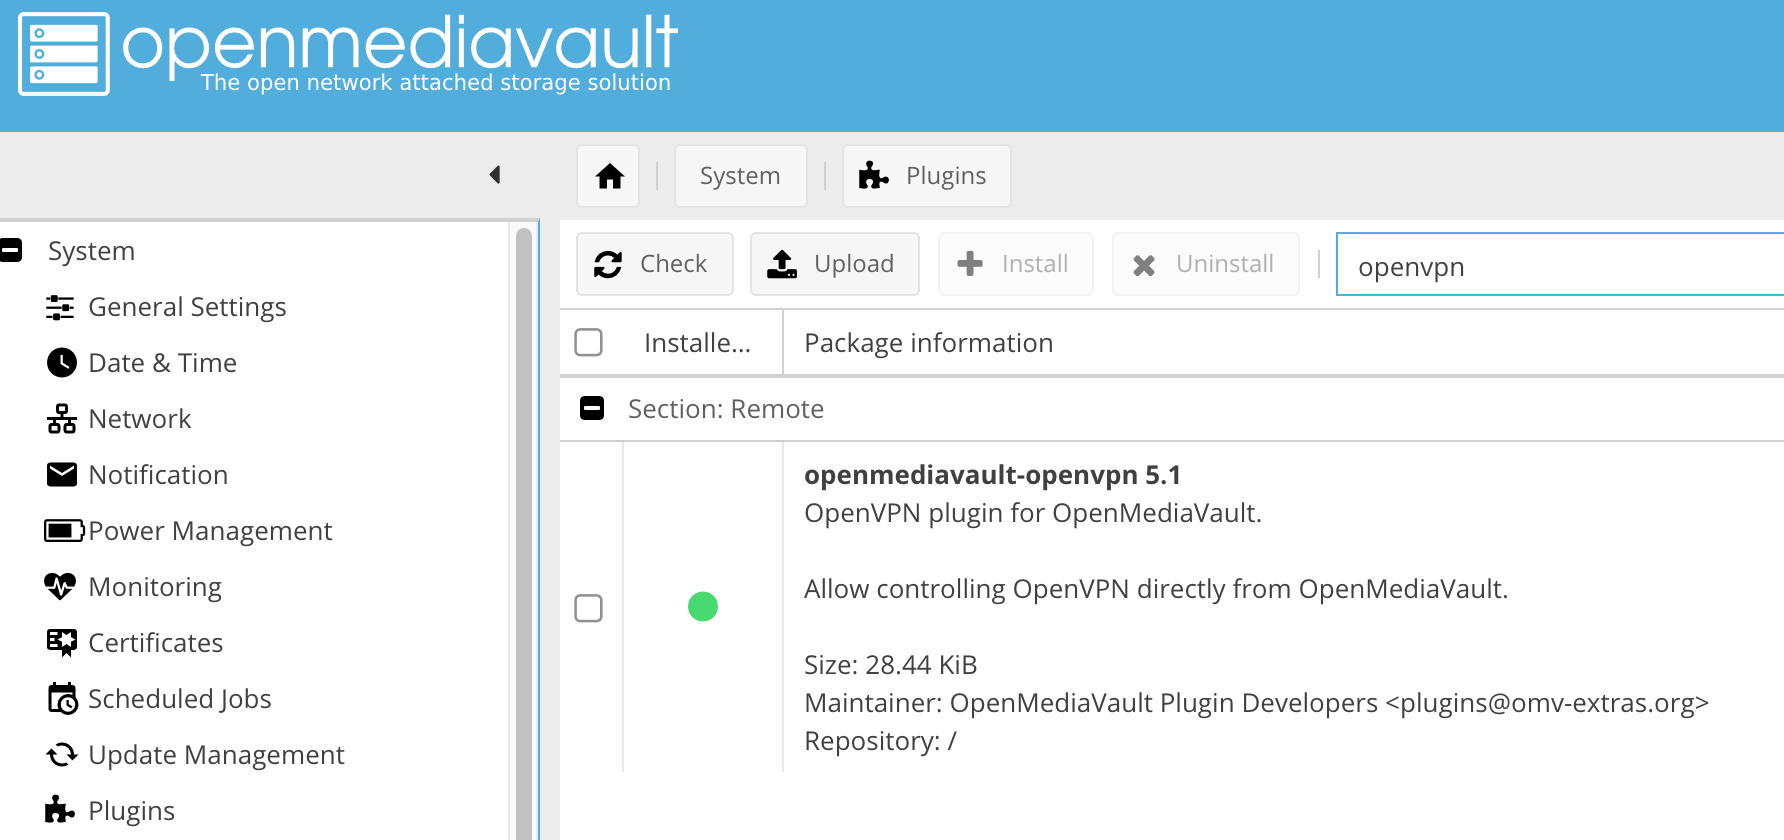 openmediavault
The open network attached storage solution
System
Plugins
System
General Settings
Date & Time
Network
Notification
Power Management
Monitoring
Certificates
Scheduled Jobs
Update Management
Plugins
Check
Upload
Install
Uninstall
openvpn
Installe...
Package information
Section: Remote
openmediavault-openvpn 5.1
OpenVPN plugin for OpenMediaVault.
Allow controlling OpenVPN directly from OpenMediaVault.
Size: 28.44 KiB
Maintainer: OpenMediaVault Plugin Developers <plugins@omv-extras.org>
Repository: /